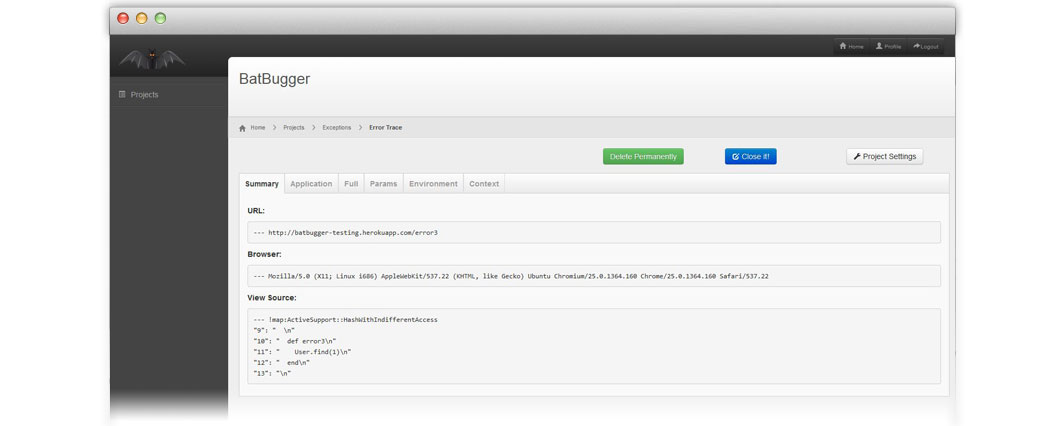 Home Profile Logout
BatBugger
Projects
Home Projects Exceptions Error Trace
Delete Permanently Close it! Project Settings
Summary Application Full Params Environment Context
URL:
--- http://batbugger-testing.herokuapp.com/error3
Browser:
--- Mozilla/5.0 (X11; Linux i686) AppleWebKit/537.22 (KHTML, like Gecko) Ubuntu Chromium/25.0.1364.160 Chrome/25.0.1364.160 Safari/537.22
View Source:
--- !map:ActiveSupport::HashWithIndifferentAccess
"9": "  \n"
"10": "  def error3\n"
"11": "    User.find(1)\n"
"12": "  end\n"
"13": "\n"